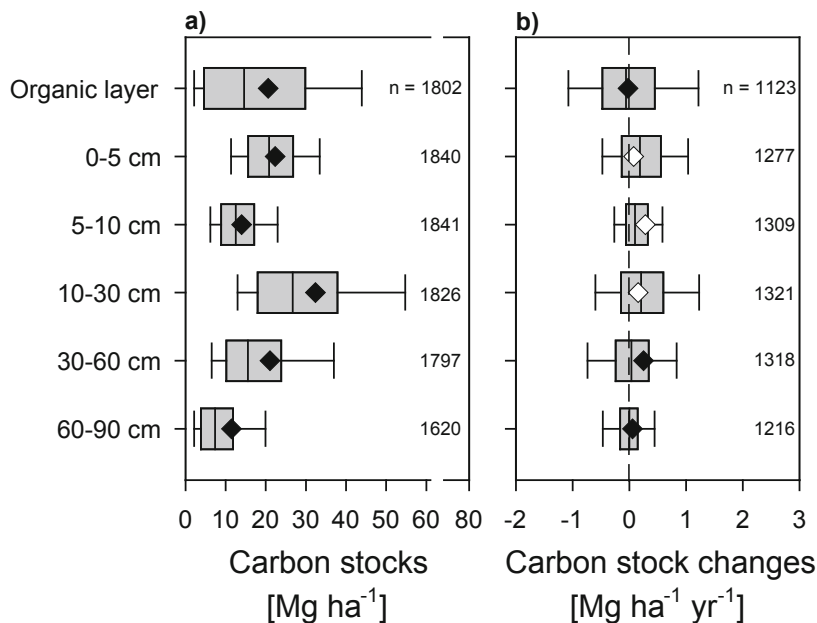 a)
b)
Organic layer
n = 1802
n = 1123
0-5 cm
1840
1277
5-10 cm
1841
1309
10-30 cm
1826
1321
30-60 cm
1797
1318
60-90 cm
1620
1216
0 10 20 30 40 50 60 80
-2 -1 0 1 2 3
Carbon stocks
[Mg ha⁻¹]
Carbon stock changes
[Mg ha⁻¹ yr⁻¹]